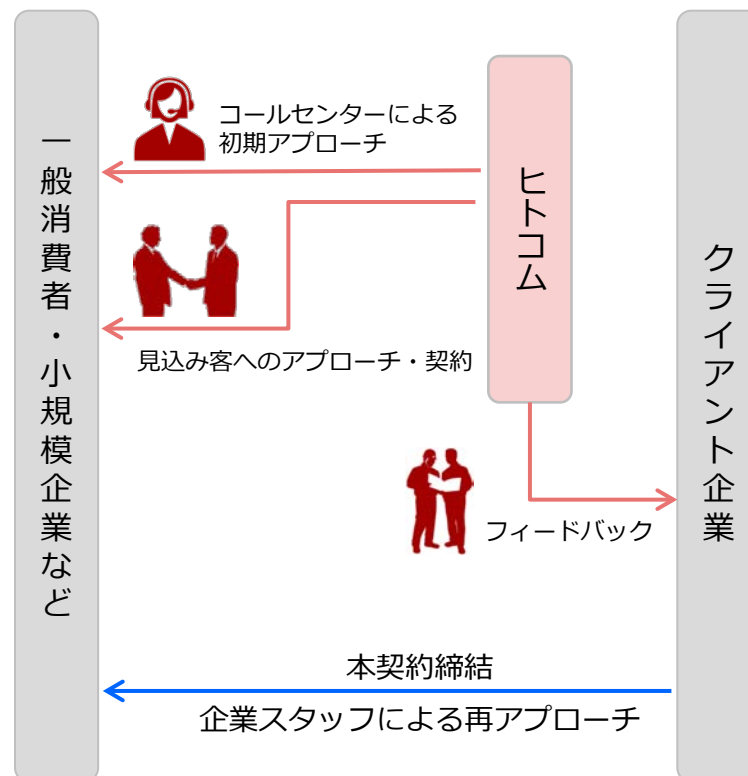 一般消費者・小規模企業など
コールセンターによる
初期アプローチ
ヒトコム
クライアント企業
見込み客へのアプローチ・契約
フィードバック
本契約締結
企業スタッフによる再アプローチ